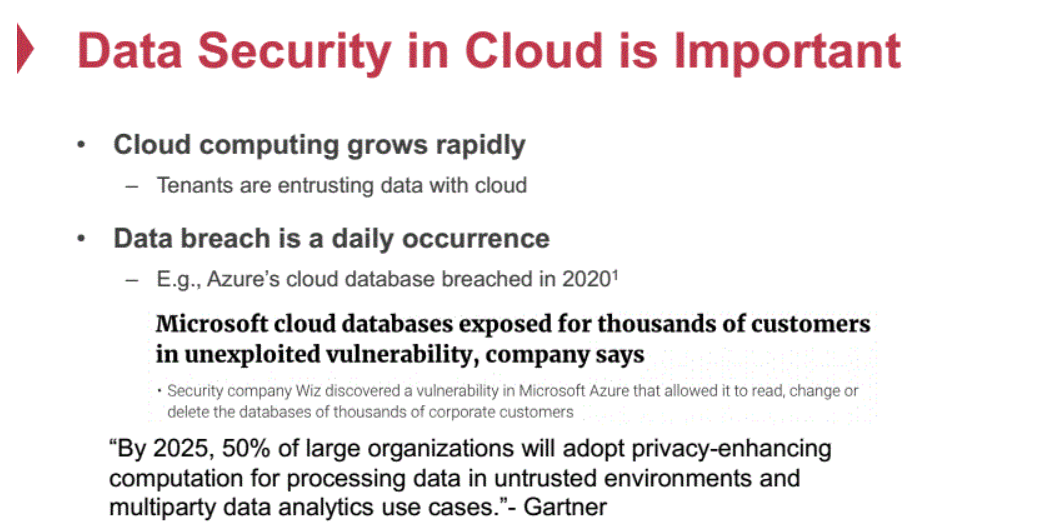 Data Security in Cloud is Important
• Cloud computing grows rapidly
– Tenants are entrusting data with cloud
• Data breach is a daily occurrence
– E.g., Azure's cloud database breached in 2020¹
Microsoft cloud databases exposed for thousands of customers
in unexploited vulnerability, company says
• Security company Wiz discovered a vulnerability in Microsoft Azure that allowed it to read, change or
delete the databases of thousands of corporate customers
“By 2025, 50% of large organizations will adopt privacy-enhancing
computation for processing data in untrusted environments and
multiparty data analytics use cases.”- Gartner